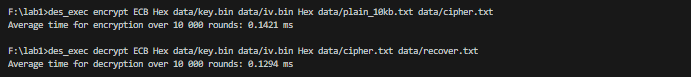 F:\lab1>des_exec encrypt ECB Hex data/key.bin data/iv.bin Hex data/plain_10kb.txt data/cipher.txt
Average time for encryption over 10 000 rounds: 0.1421 ms
F:\lab1>des_exec decrypt ECB Hex data/key.bin data/iv.bin Hex data/cipher.txt data/recover.txt
Average time for decryption over 10 000 rounds: 0.1294 ms